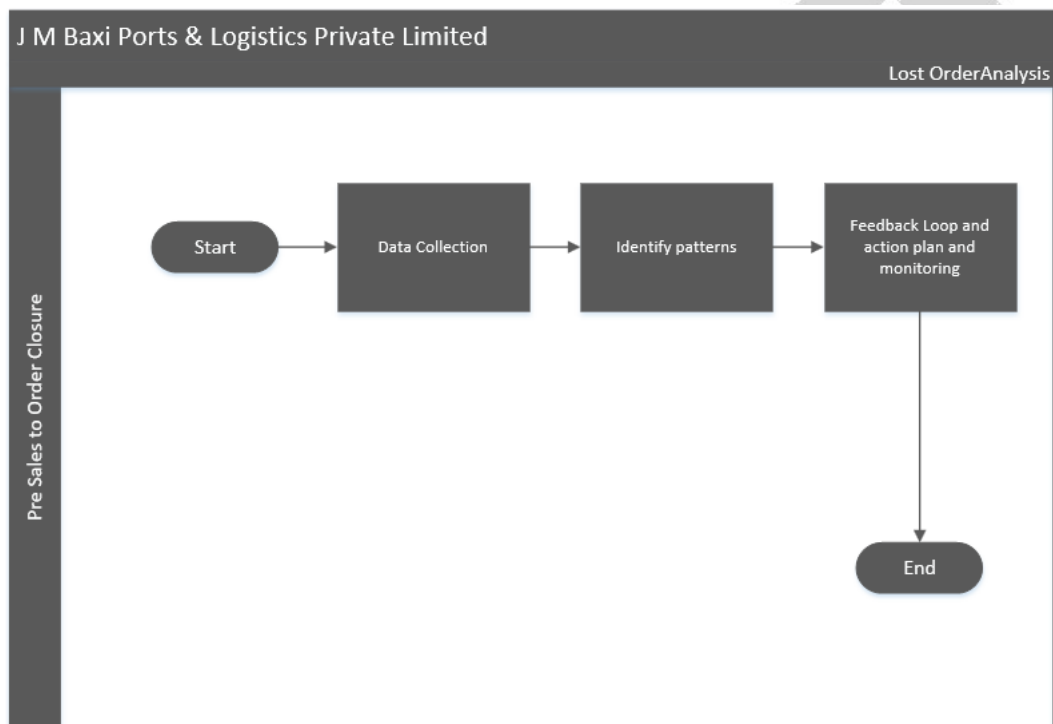 J M Baxi Ports & Logistics Private Limited
Lost OrderAnalysis
Pre Sales to Order Closure
Start
Data Collection
Identify patterns
Feedback Loop and
action plan and
monitoring
End